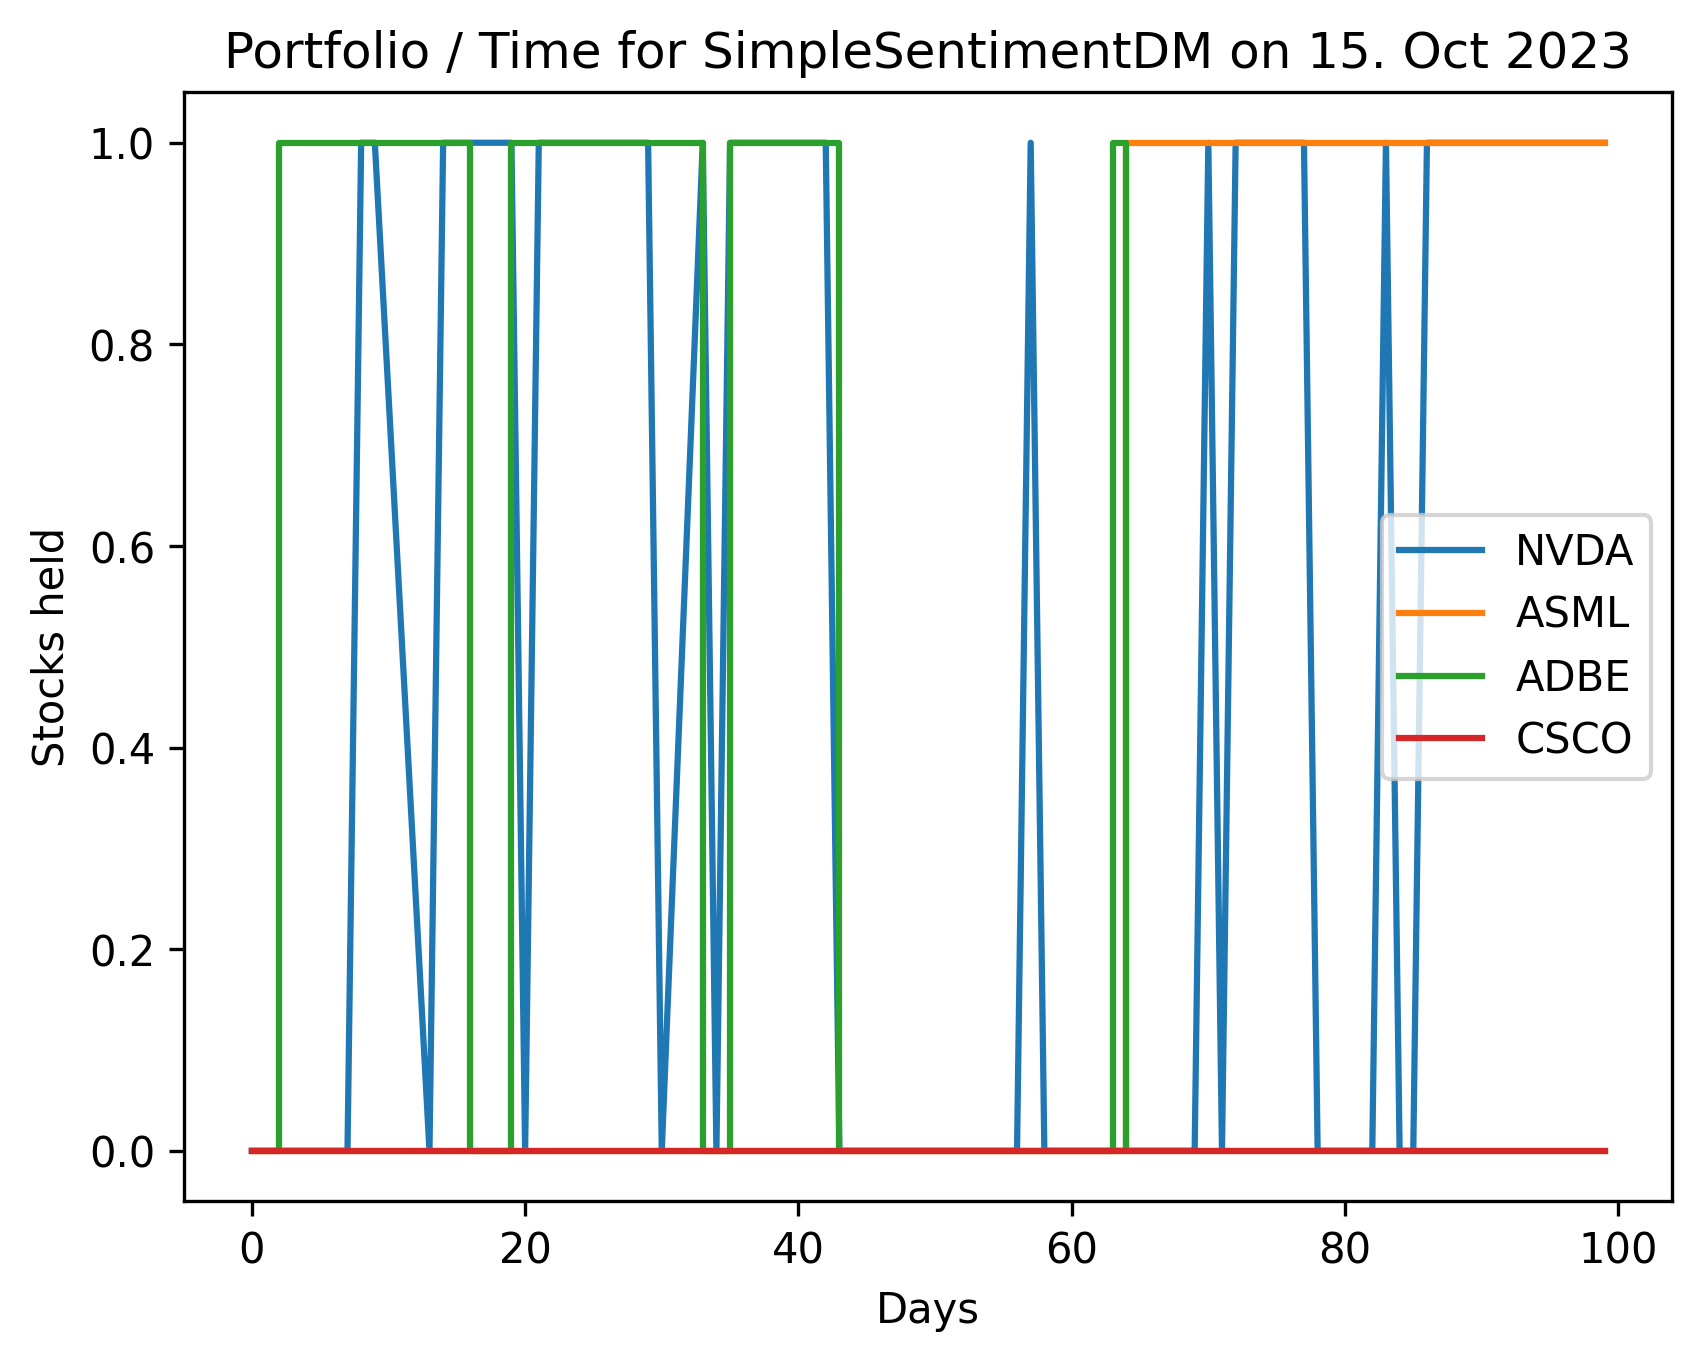 Portfolio / Time for SimpleSentimentDM on 15. Oct 2023
1.0
0.8
0.6
0.4
0.2
0.0
Stocks held
NVDA
ASML
ADBE
CSCO
0 20 40 60 80 100
Days